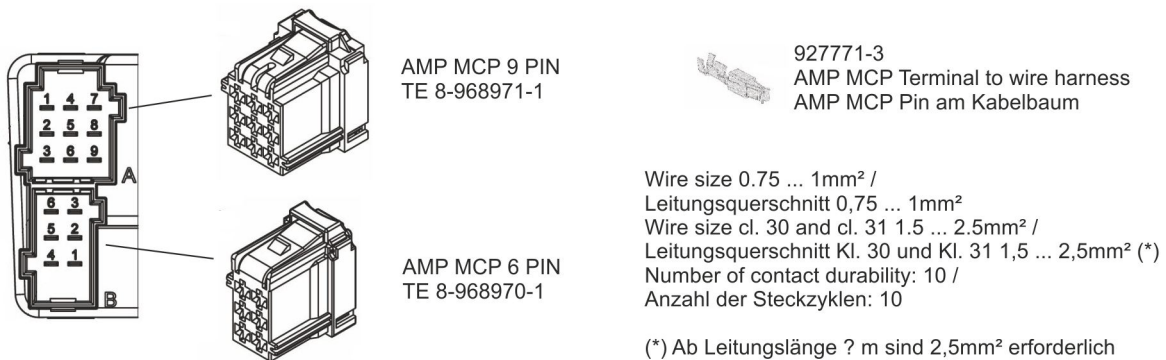 1 4 7
2 5 8
3 6 9
A
6 3
5 2
4 1
B
AMP MCP 9 PIN
TE 8-968971-1
AMP MCP 6 PIN
TE 8-968970-1
927771-3
AMP MCP Terminal to wire harness
AMP MCP Pin am Kabelbaum
Wire size 0.75 ... 1mm² /
Leitungsquerschnitt 0,75 ... 1mm²
Wire size cl. 30 and cl. 31 1.5 ... 2.5mm² /
Leitungsquerschnitt Kl. 30 und Kl. 31 1,5 ... 2,5mm² (*)
Number of contact durability: 10 /
Anzahl der Steckzyklen: 10
(*) Ab Leitungslänge ? m sind 2,5mm² erforderlich